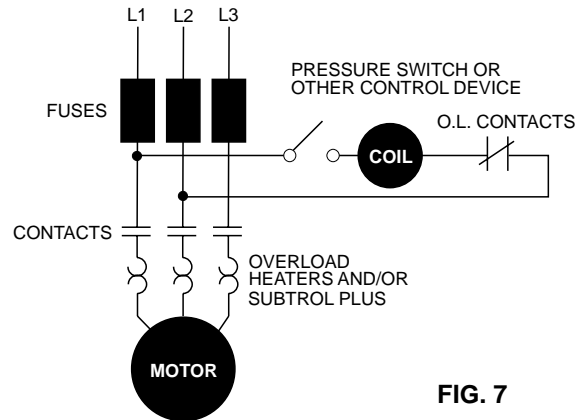 L1 L2 L3
PRESSURE SWITCH OR
OTHER CONTROL DEVICE
FUSES
O.L. CONTACTS
COIL
CONTACTS
OVERLOAD
HEATERS AND/OR
SUBTROL PLUS
MOTOR
FIG. 7